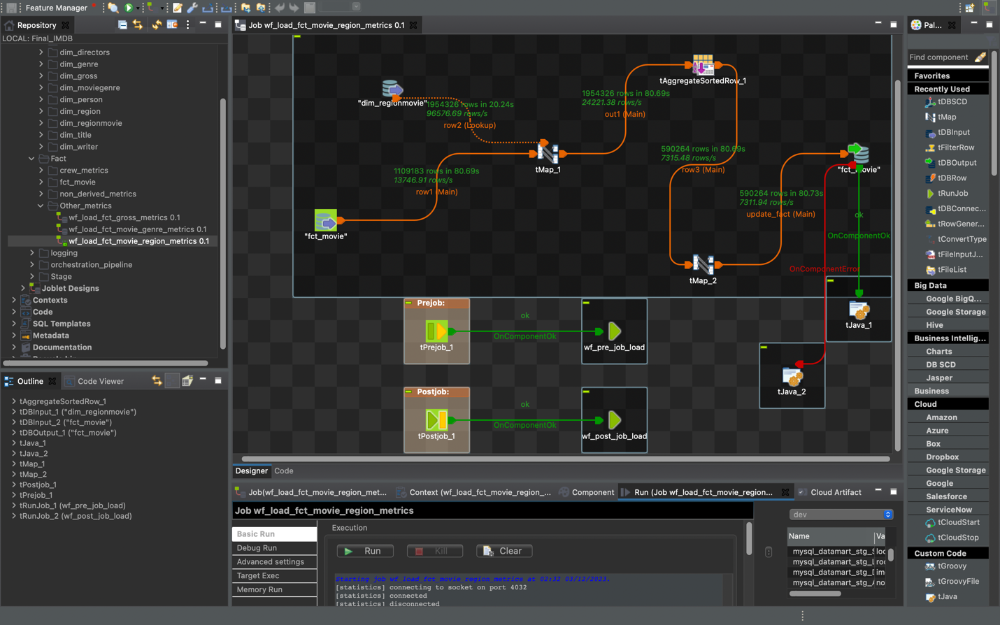 Feature Manager
Repository
LOCAL: Final_IMDB
dim_directors
dim_genre
dim_gross
dim_moviegenre
dim_person
dim_region
dim_regionmovie
dim_title
dim_writer
Fact
crew_metrics
fct_movie
non_derived_metrics
Other_metrics
wf_load_fct_gross_metrics 0.1
wf_load_fct_movie_genre_metrics 0.1
wf_load_fct_movie_region_metrics 0.1
logging
orchestration_pipeline
Stage
Joblet Designs
Contexts
Code
SQL Templates
Metadata
Documentation
Outline
Code Viewer
tAggregateSortedRow_1
tDBInput_1 ("dim_regionmovie")
tDBInput_2 ("fct_movie")
tDBOutput_1 ("fct_movie")
tJava_1
tJava_2
tMap_1
tMap_2
tPostjob_1
tPrejob_1
tRunJob_1 (wf_pre_job_load)
tRunJob_2 (wf_post_job_load)
Job wf_load_fct_movie_region_metrics 0.1
"dim_regionmovie"
1954326 rows in 20.24s
96576.69 rows/s
row2 (Lookup)
1954326 rows in 80.69s
24221.38 rows/s
out1 (Main)
tAggregateSortedRow_1
tMap_1
1109183 rows in 80.69s
13746.91 rows/s
row1 (Main)
"fct_movie"
590264 rows in 80.69s
7315.48 rows/s
row3 (Main)
590264 rows in 80.73s
7311.94 rows/s
update_fact (Main)
"fct_movie"
ok
OnComponentOk
OnComponentError
tMap_2
tJava_1
tJava_2
Prejob:
tPrejob_1
ok
OnComponentOk
wf_pre_job_load
Postjob:
tPostjob_1
ok
OnComponentOk
wf_post_job_load
Designer
Code
Job(wf_load_fct_movie_region_met...
Context (wf_load_fct_movie_region_...
Component
Run (Job wf_load_fct_movie_region...
Cloud Artifact
Job wf_load_fct_movie_region_metrics
Basic Run
Debug Run
Advanced settings
Target Exec
Memory Run
Execution
Run
Kill
Clear
Starting job wf_load_fct_movie_region_metrics at 02:32 03/12/2023.
[statistics] connecting to socket on port 4032
[statistics] connected
[statistics] disconnected
dev
Name
Va
mysql_datamart_stg_S
loc
mysql_datamart_stg_L
roc
mysql_datamart_stg_D
im
mysql_datamart_stg_A
no
Pal...
Find component
Favorites
Recently Used
tDBSCD
tMap
tDBInput
tFilterRow
tDBOutput
tDBRow
tRunJob
tDBConnec...
tRowGener...
tConvertType
tFileInputJ...
tFileList
Big Data
Google BigQ...
Google Storage
Hive
Business Intellig...
Charts
DB SCD
Jasper
Business
Cloud
Amazon
Azure
Box
Dropbox
Google Storage
Google
Salesforce
ServiceNow
tCloudStart
tCloudStop
Custom Code
tGroovy
tGroovyFile
tJava